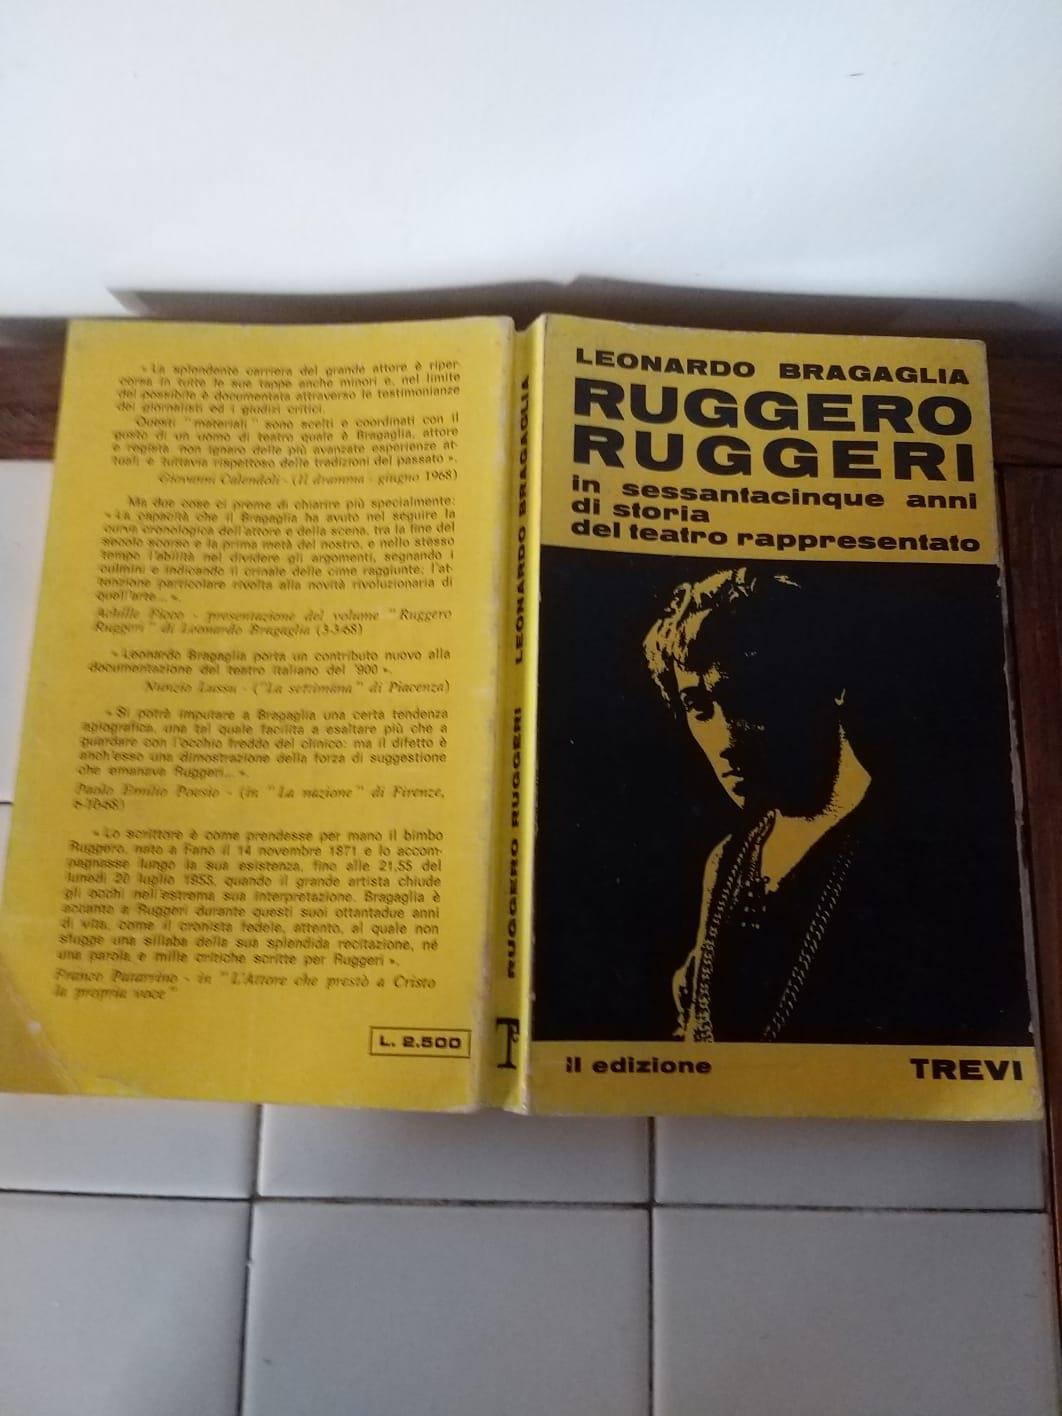 « La splendente carriera del grande attore è riper-
corsa in tutte le sue tappe anche minori e, nel limite
del possibile è documentata attraverso le testimonianze
dei giornalisti ed i giudizi critici.
Questi " materiali " sono scelti e coordinati con il
gusto di un uomo di teatro quale è Bragaglia, attore
e regista non ignaro delle più avanzate esperienze at-
tuali e tuttavia rispettoso delle tradizioni del passato ».
Giovanni Calendoli - (Il dramma - giugno 1968)
Ma due cose ci preme di chiarire più specialmente:
« La capacità che il Bragaglia ha avuto nel seguire la
curva cronologica dell'attore e della scena, tra la fine del
secolo scorso e la prima metà del nostro, e nello stesso
tempo l'abilità nel dividere gli argomenti, segnando i
culmini e indicando il crinale delle cime raggiunte; l'at-
tenzione particolare rivolta alla novità rivoluzionaria di
quell'arte... ».
Achille Fiocco - presentazione del volume " Ruggero
Ruggeri " di Leonardo Bragaglia (3-3-68)
« Leonardo Bragaglia porta un contributo nuovo alla
documentazione del teatro italiano del '900 ».
Nunzio Lussu - (" La settimana " di Piacenza)
« Si potrà imputare a Bragaglia una certa tendenza
agiografica, una tal quale facilità a esaltare più che a
guardare con l'occhio freddo del clinico: ma il difetto è
anch'esso una dimostrazione della forza di suggestione
che emanava Ruggeri... ».
Paolo Emilio Poesio - (in " La nazione " di Firenze,
6-10-68)
« Lo scrittore è come prendesse per mano il bimbo
Ruggero, nato a Fano il 14 novembre 1871 e lo accom-
pagnasse lungo la sua esistenza, fino alle 21,55 del
lunedì 20 luglio 1953, quando il grande artista chiude
gli occhi nell'estrema sua interpretazione. Bragaglia è
accanto a Ruggeri durante questi suoi ottantadue anni
di vita, come il cronista fedele, attento, al quale non
sfugge una sillaba della sua splendida recitazione, né
una parola e mille critiche scritte per Ruggeri ».
Franco - in " L'Attore che prestò a Cristo
la propria voce "
L. 2.500
RUGGERO RUGGERI LEONARDO BRAGAGLIA
T
LEONARDO BRAGAGLIA
RUGGERO
RUGGERI
in sessantacinque anni
di storia
del teatro rappresentato
II edizione
TREVI